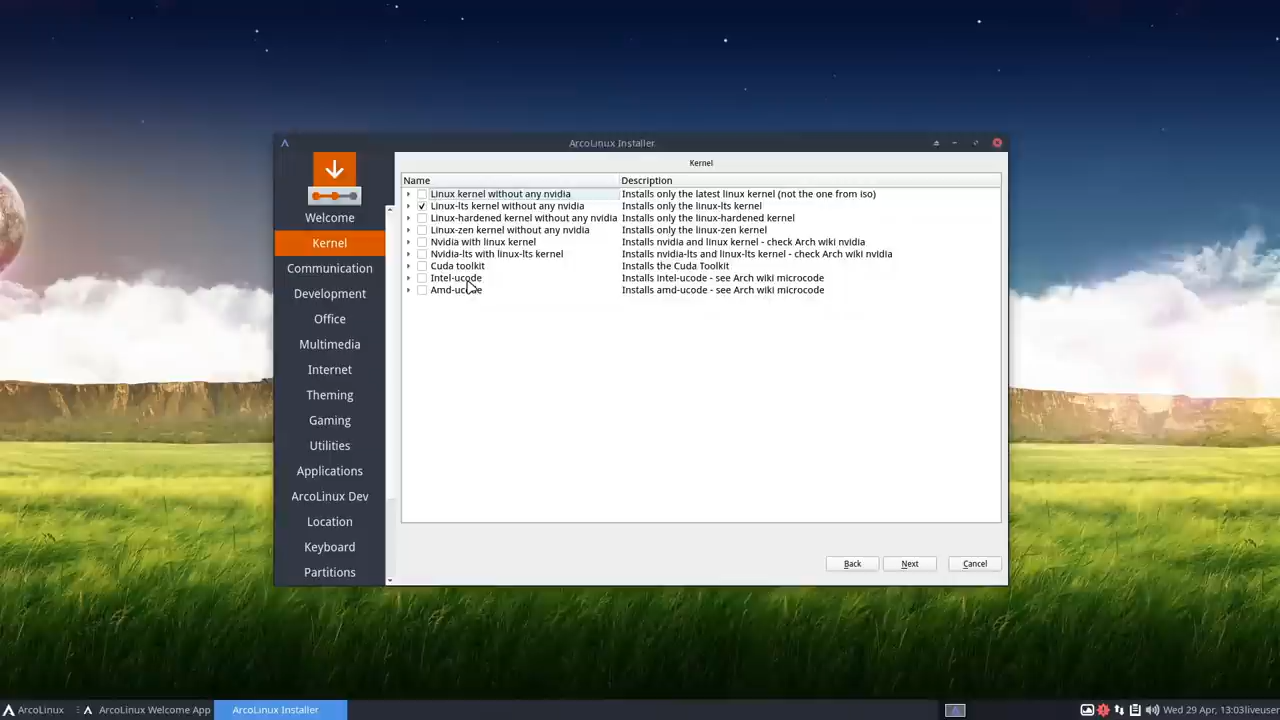 ArcoLinux Installer
Kernel
Name Description
Linux kernel without any nvidia Installs only the latest linux kernel (not the one from iso)
Linux-lts kernel without any nvidia Installs only the linux-lts kernel
Linux-hardened kernel without any nvidia Installs only the linux-hardened kernel
Linux-zen kernel without any nvidia Installs only the linux-zen kernel
Nvidia with linux kernel Installs nvidia and linux kernel - check Arch wiki nvidia
Nvidia-lts with linux-lts kernel Installs nvidia-lts and linux-lts kernel - check Arch wiki nvidia
Cuda toolkit Installs the Cuda Toolkit
Intel-ucode Installs intel-ucode - see Arch wiki microcode
Amd-ucode Installs amd-ucode - see Arch wiki microcode
Welcome
Kernel
Communication
Development
Office
Multimedia
Internet
Theming
Gaming
Utilities
Applications
ArcoLinux Dev
Location
Keyboard
Partitions
Back Next Cancel
ArcoLinux ArcoLinux Welcome App ArcoLinux Installer Wed 29 Apr, 13:03 liveuser